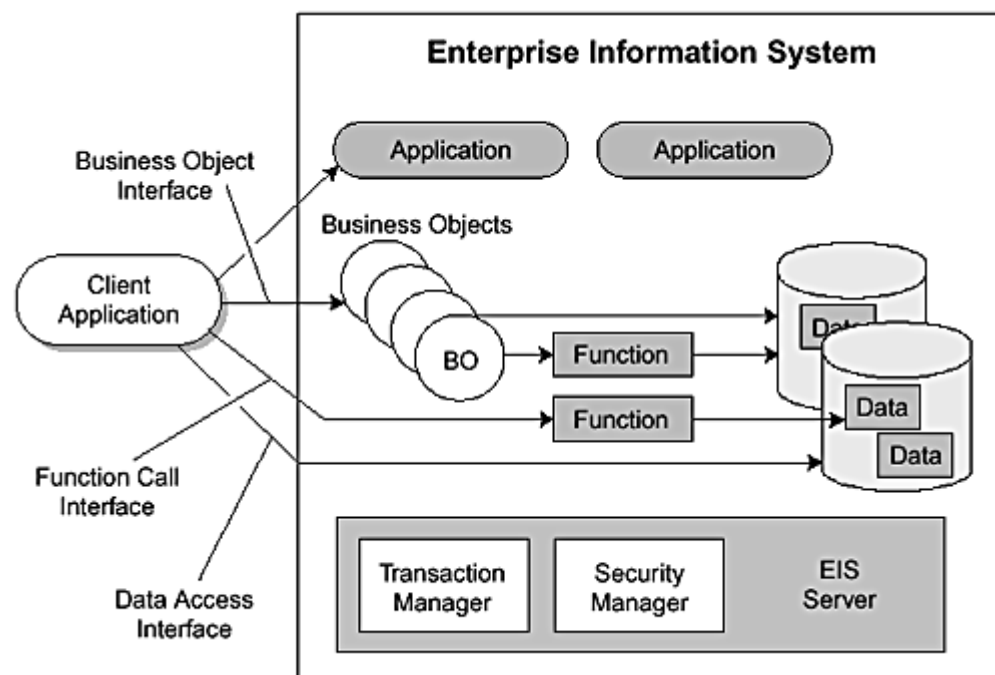 Enterprise Information System
Application
Application
Business Object
Interface
Business Objects
Client
Application
Data
BO
Function
Function
Data
Data
Function Call
Interface
Data Access
Interface
Transaction
Manager
Security
Manager
EIS
Server